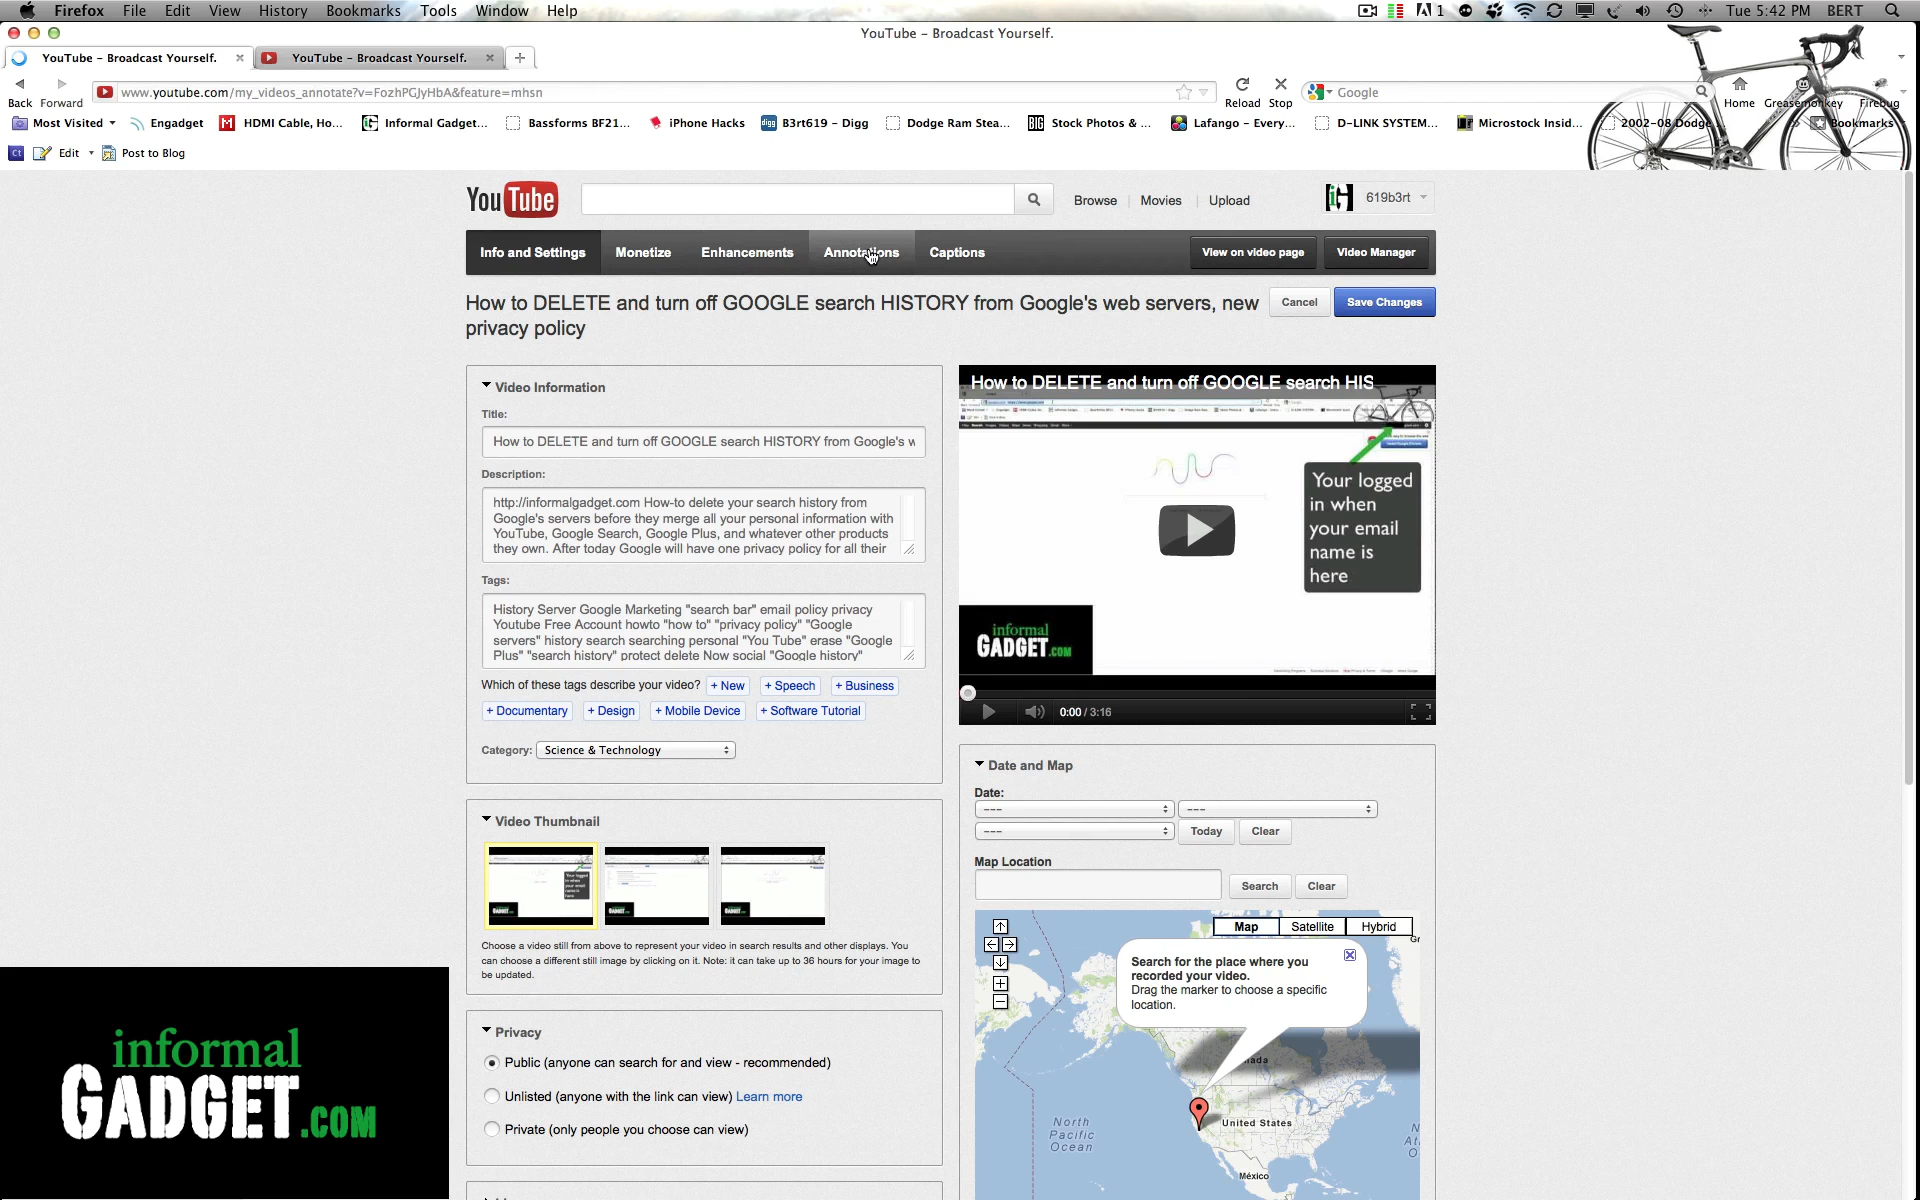 Firefox File Edit View History Bookmarks Tools Window Help
1 Tue 5:42 PM BERT
YouTube - Broadcast Yourself.
YouTube - Broadcast Yourself.
YouTube - Broadcast Yourself.
www.youtube.com/my_videos_annotate?v=FozhPGJyHbA&feature=mhsn
Google
Back Forward Reload Stop Home Greasemonkey Firebug
Most Visited Engadget HDMI Cable, Ho... Informal Gadget... Bassforms BF21... iPhone Hacks B3rt619 - Digg Dodge Ram Stea... Stock Photos & ... Lafango - Every... D-LINK SYSTEM... Microstock Insid... 2002-08 Dodge Bookmarks
Edit Post to Blog
YouTube
Browse Movies Upload
619b3rt
Info and Settings Monetize Enhancements Annotations Captions View on video page Video Manager
How to DELETE and turn off GOOGLE search HISTORY from Google's web servers, new
privacy policy
Cancel Save Changes
Video Information
Title:
How to DELETE and turn off GOOGLE search HISTORY from Google's w
Description:
http://informalgadget.com How-to delete your search history from
Google's servers before they merge all your personal information with
YouTube, Google Search, Google Plus, and whatever other products
they own. After today Google will have one privacy policy for all their
Tags:
History Server Google Marketing "search bar" email policy privacy
Youtube Free Account howto "how to" "privacy policy" "Google
servers" history search searching personal "You Tube" erase "Google
Plus" "search history" protect delete Now social "Google history"
Which of these tags describe your video? + New + Speech + Business
+ Documentary + Design + Mobile Device + Software Tutorial
Category: Science & Technology
Video Thumbnail
Choose a video still from above to represent your video in search results and other displays. You
can choose a different still image by clicking on it. Note: it can take up to 36 hours for your image to
be updated.
Privacy
Public (anyone can search for and view - recommended)
Unlisted (anyone with the link can view) Learn more
Private (only people you choose can view)
How to DELETE and turn off GOOGLE search HIS
Your logged
in when
your email
name is
here
informal
GADGET.COM
0:00 / 3:16
Date and Map
Date:
---
---
---
Today Clear
Map Location
Search Clear
Map Satellite Hybrid
Search for the place where you
recorded your video.
Drag the marker to choose a specific
location.
North
Pacific
Ocean
United States
México
informal
GADGET.COM